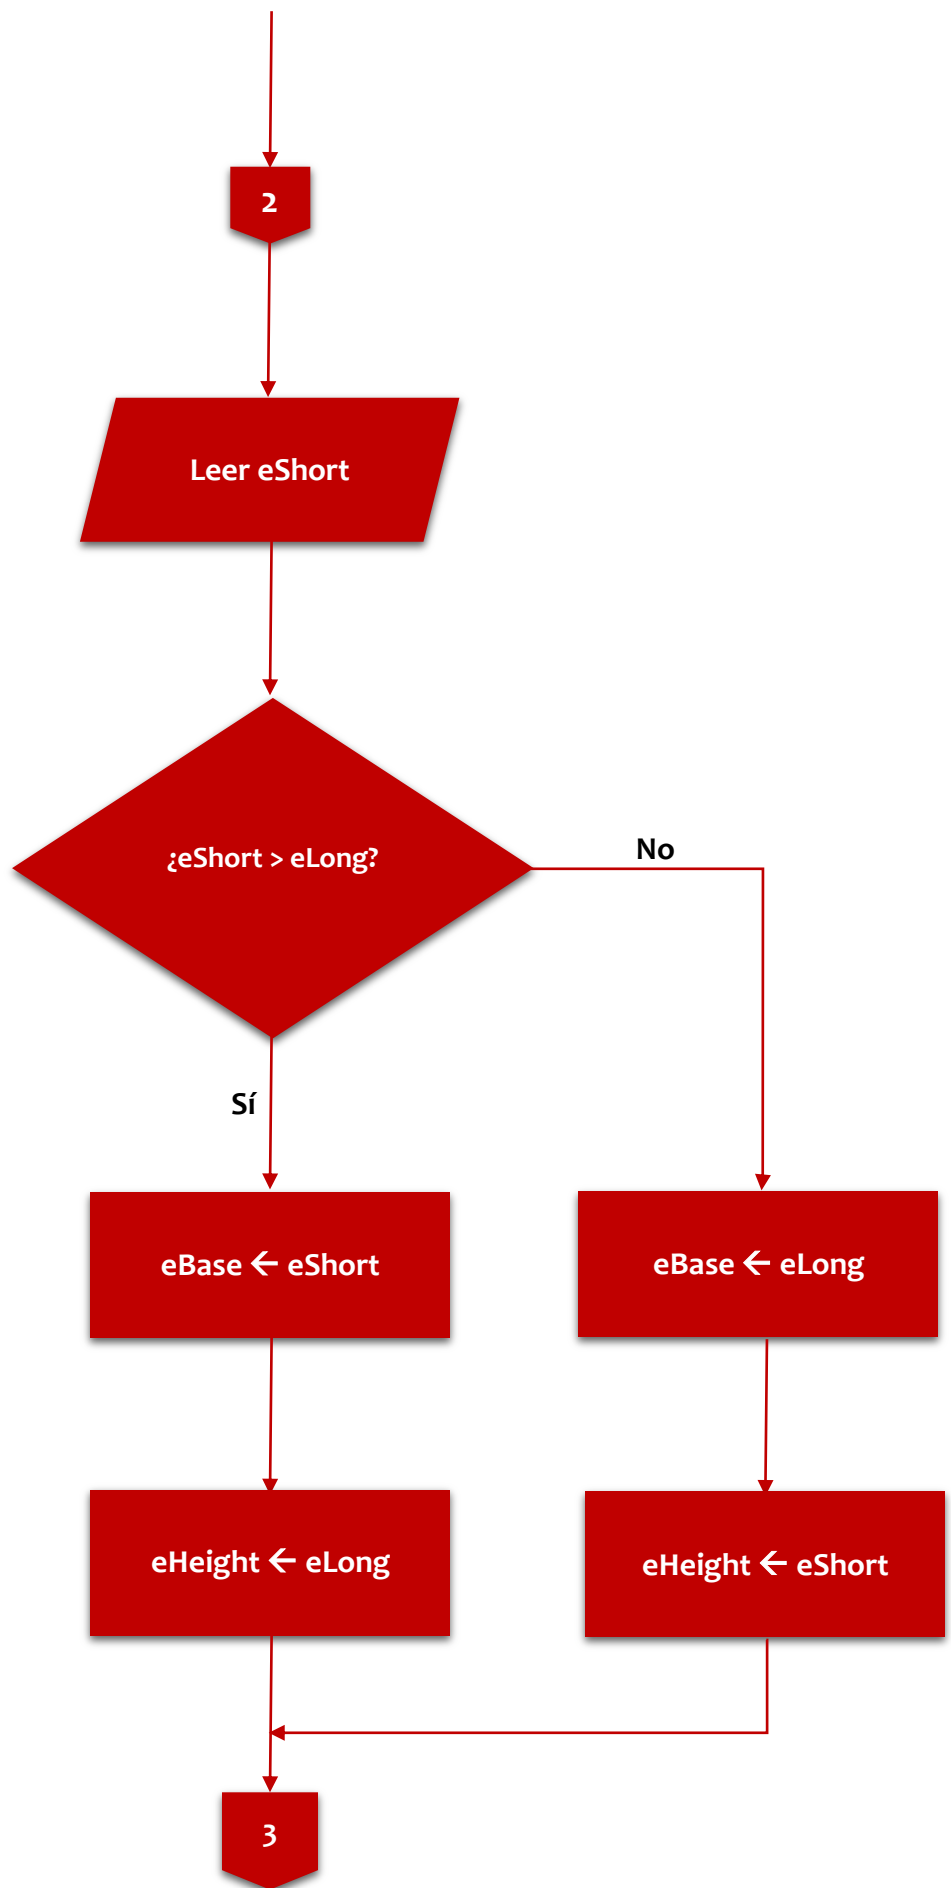 2
Leer eShort
¿eShort > eLong?
No
Sí
eBase ← eShort
eBase ← eLong
eHeight ← eLong
eHeight ← eShort
3